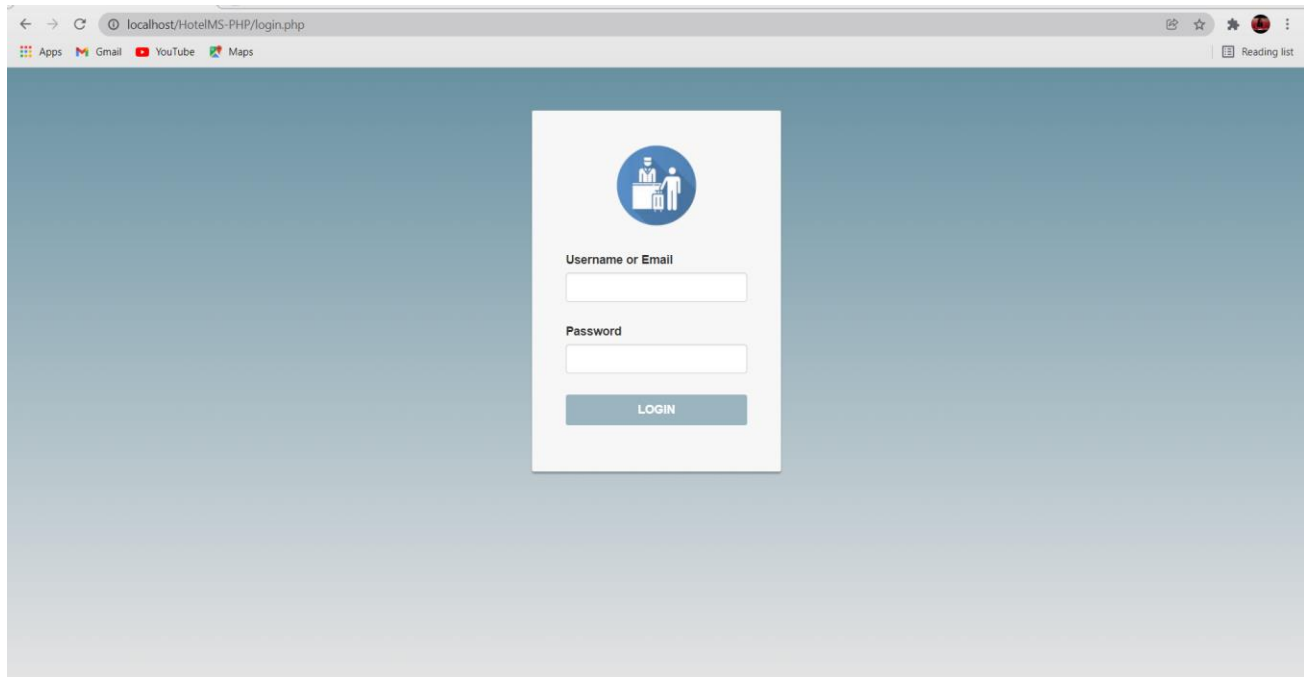 localhost/HotelMS-PHP/login.php
Apps Gmail YouTube Maps Reading list
Username or Email
Password
LOGIN